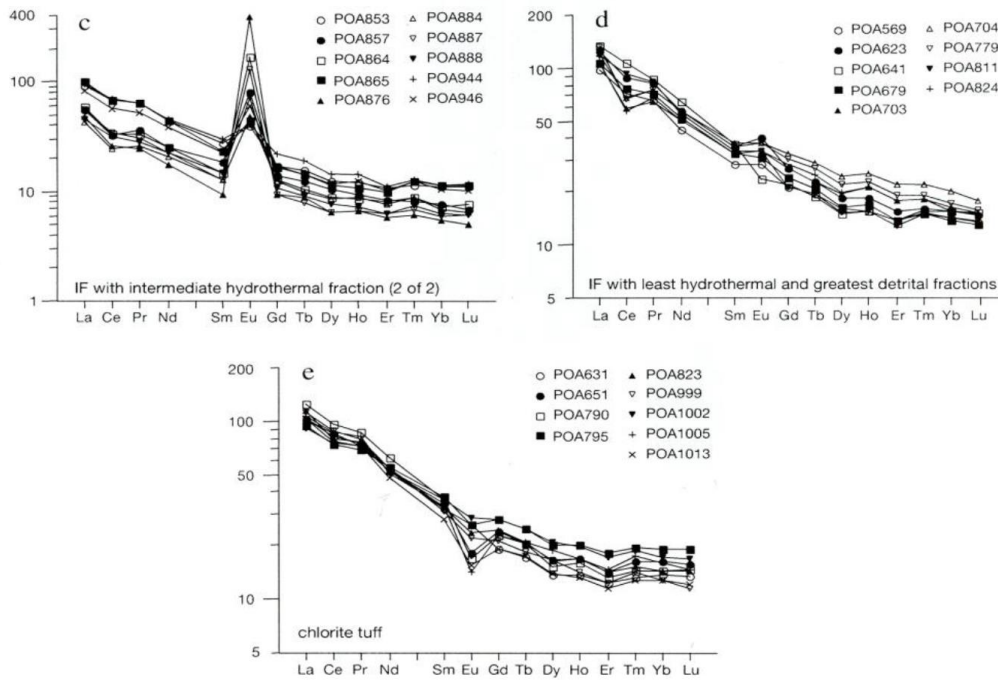 c
400
100
10
1
POA853
POA857
POA864
POA865
POA876
POA884
POA887
POA888
POA944
POA946
IF with intermediate hydrothermal fraction (2 of 2)
La Ce Pr Nd Sm Eu Gd Tb Dy Ho Er Tm Yb Lu
d
200
100
50
10
5
POA569
POA623
POA641
POA679
POA703
POA704
POA779
POA811
POA824
IF with least hydrothermal and greatest detrital fractions
La Ce Pr Nd Sm Eu Gd Tb Dy Ho Er Tm Yb Lu
e
200
100
50
10
5
POA631
POA651
POA790
POA795
POA823
POA999
POA1002
POA1005
POA1013
chlorite tuff
La Ce Pr Nd Sm Eu Gd Tb Dy Ho Er Tm Yb Lu